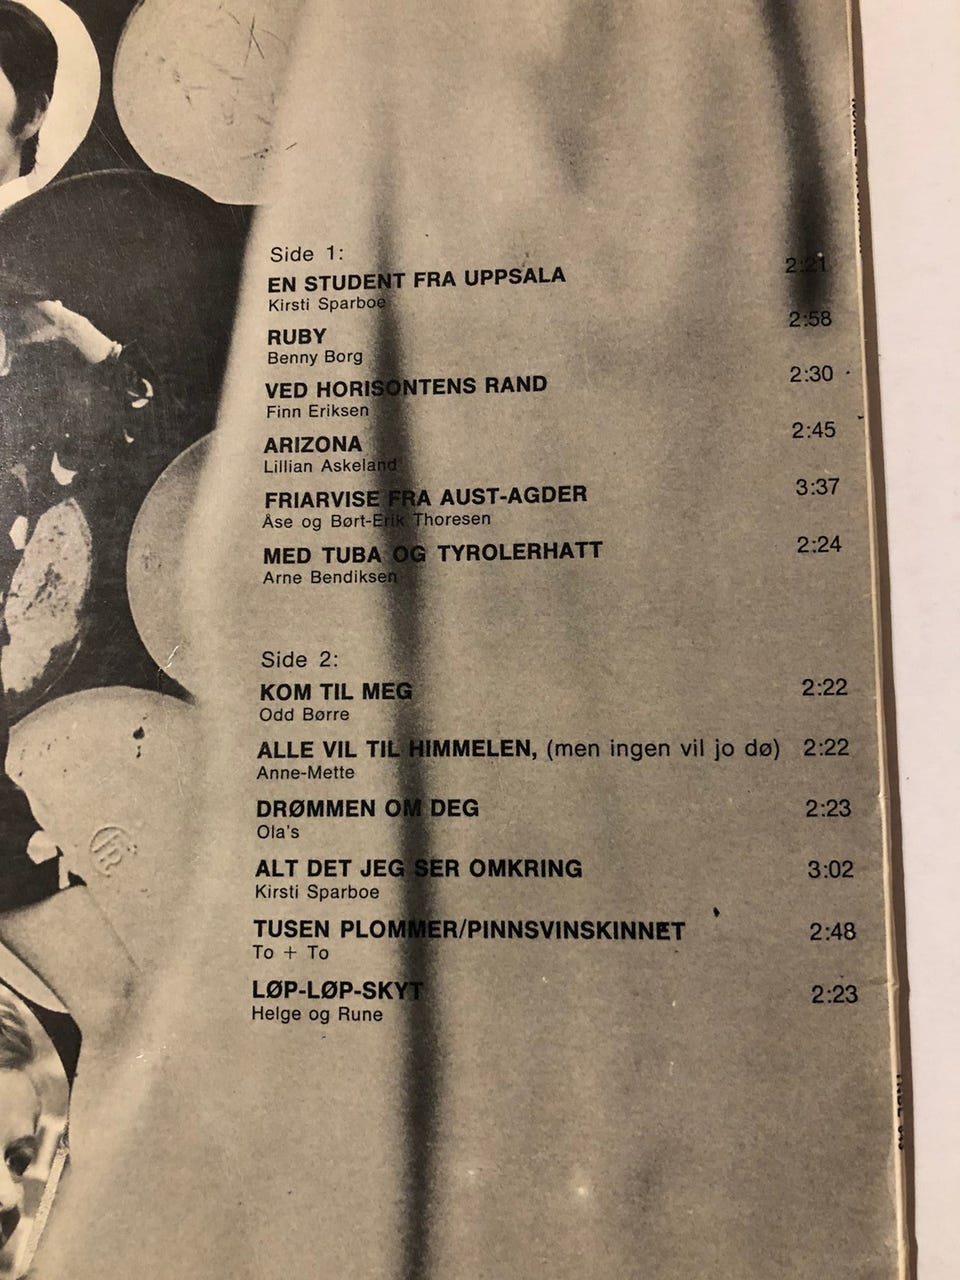 Side 1:
EN STUDENT FRA UPPSALA 2:21
Kirsti Sparboe
RUBY 2:58
Benny Borg
VED HORISONTENS RAND 2:30
Finn Eriksen
ARIZONA 2:45
Lillian Askeland
FRIARVISE FRA AUST-AGDER 3:37
Åse og Børt-Erik Thoresen
MED TUBA OG TYROLERHATT 2:24
Arne Bendiksen
Side 2:
KOM TIL MEG 2:22
Odd Børre
ALLE VIL TIL HIMMELEN, (men ingen vil jo dø) 2:22
Anne-Mette
DRØMMEN OM DEG 2:23
Ola's
ALT DET JEG SER OMKRING 3:02
Kirsti Sparboe
TUSEN PLOMMER/PINNSVINSKINNET 2:48
To + To
LØP-LØP-SKYT 2:23
Helge og Rune